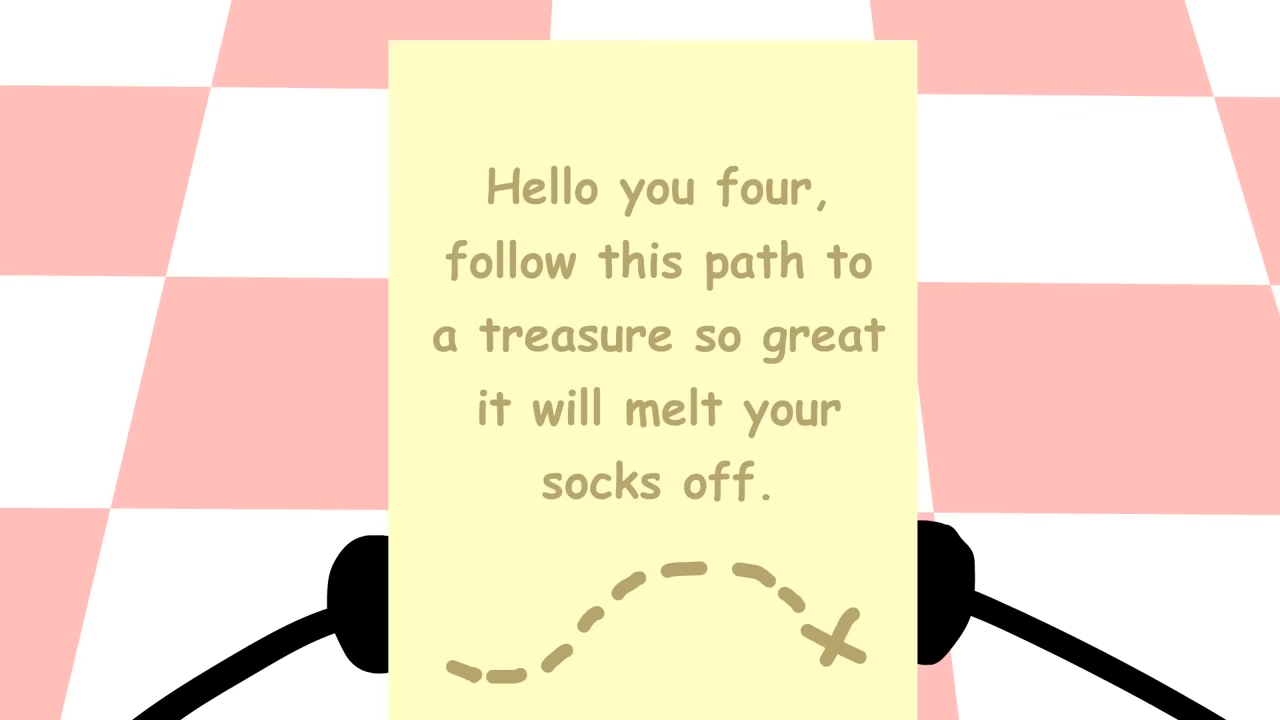 Hello you four,
follow this path to
a treasure so great
it will melt your
socks off.